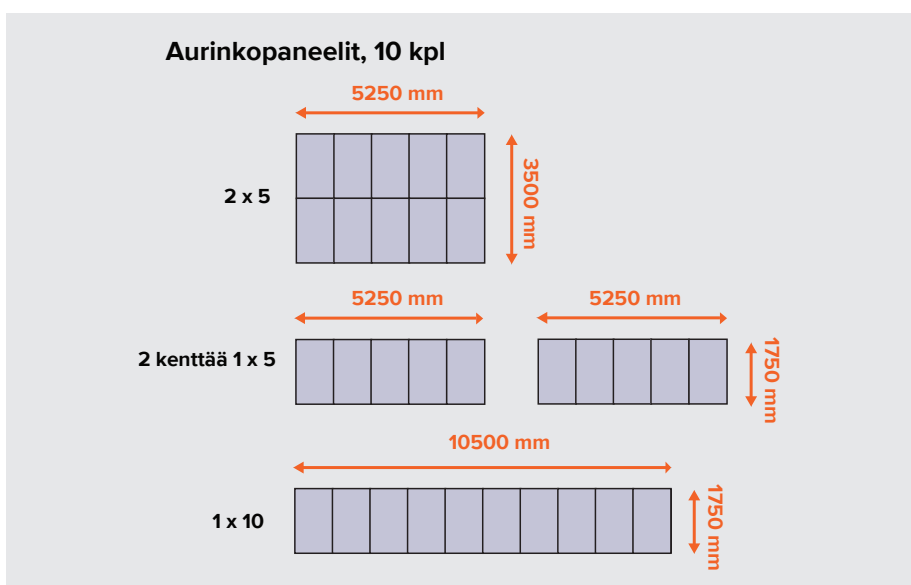 Aurinkopaneelit, 10 kpl
5250 mm
2 x 5
3500 mm
5250 mm
5250 mm
2 kenttää 1 x 5
1750 mm
10500 mm
1 x 10
1750 mm